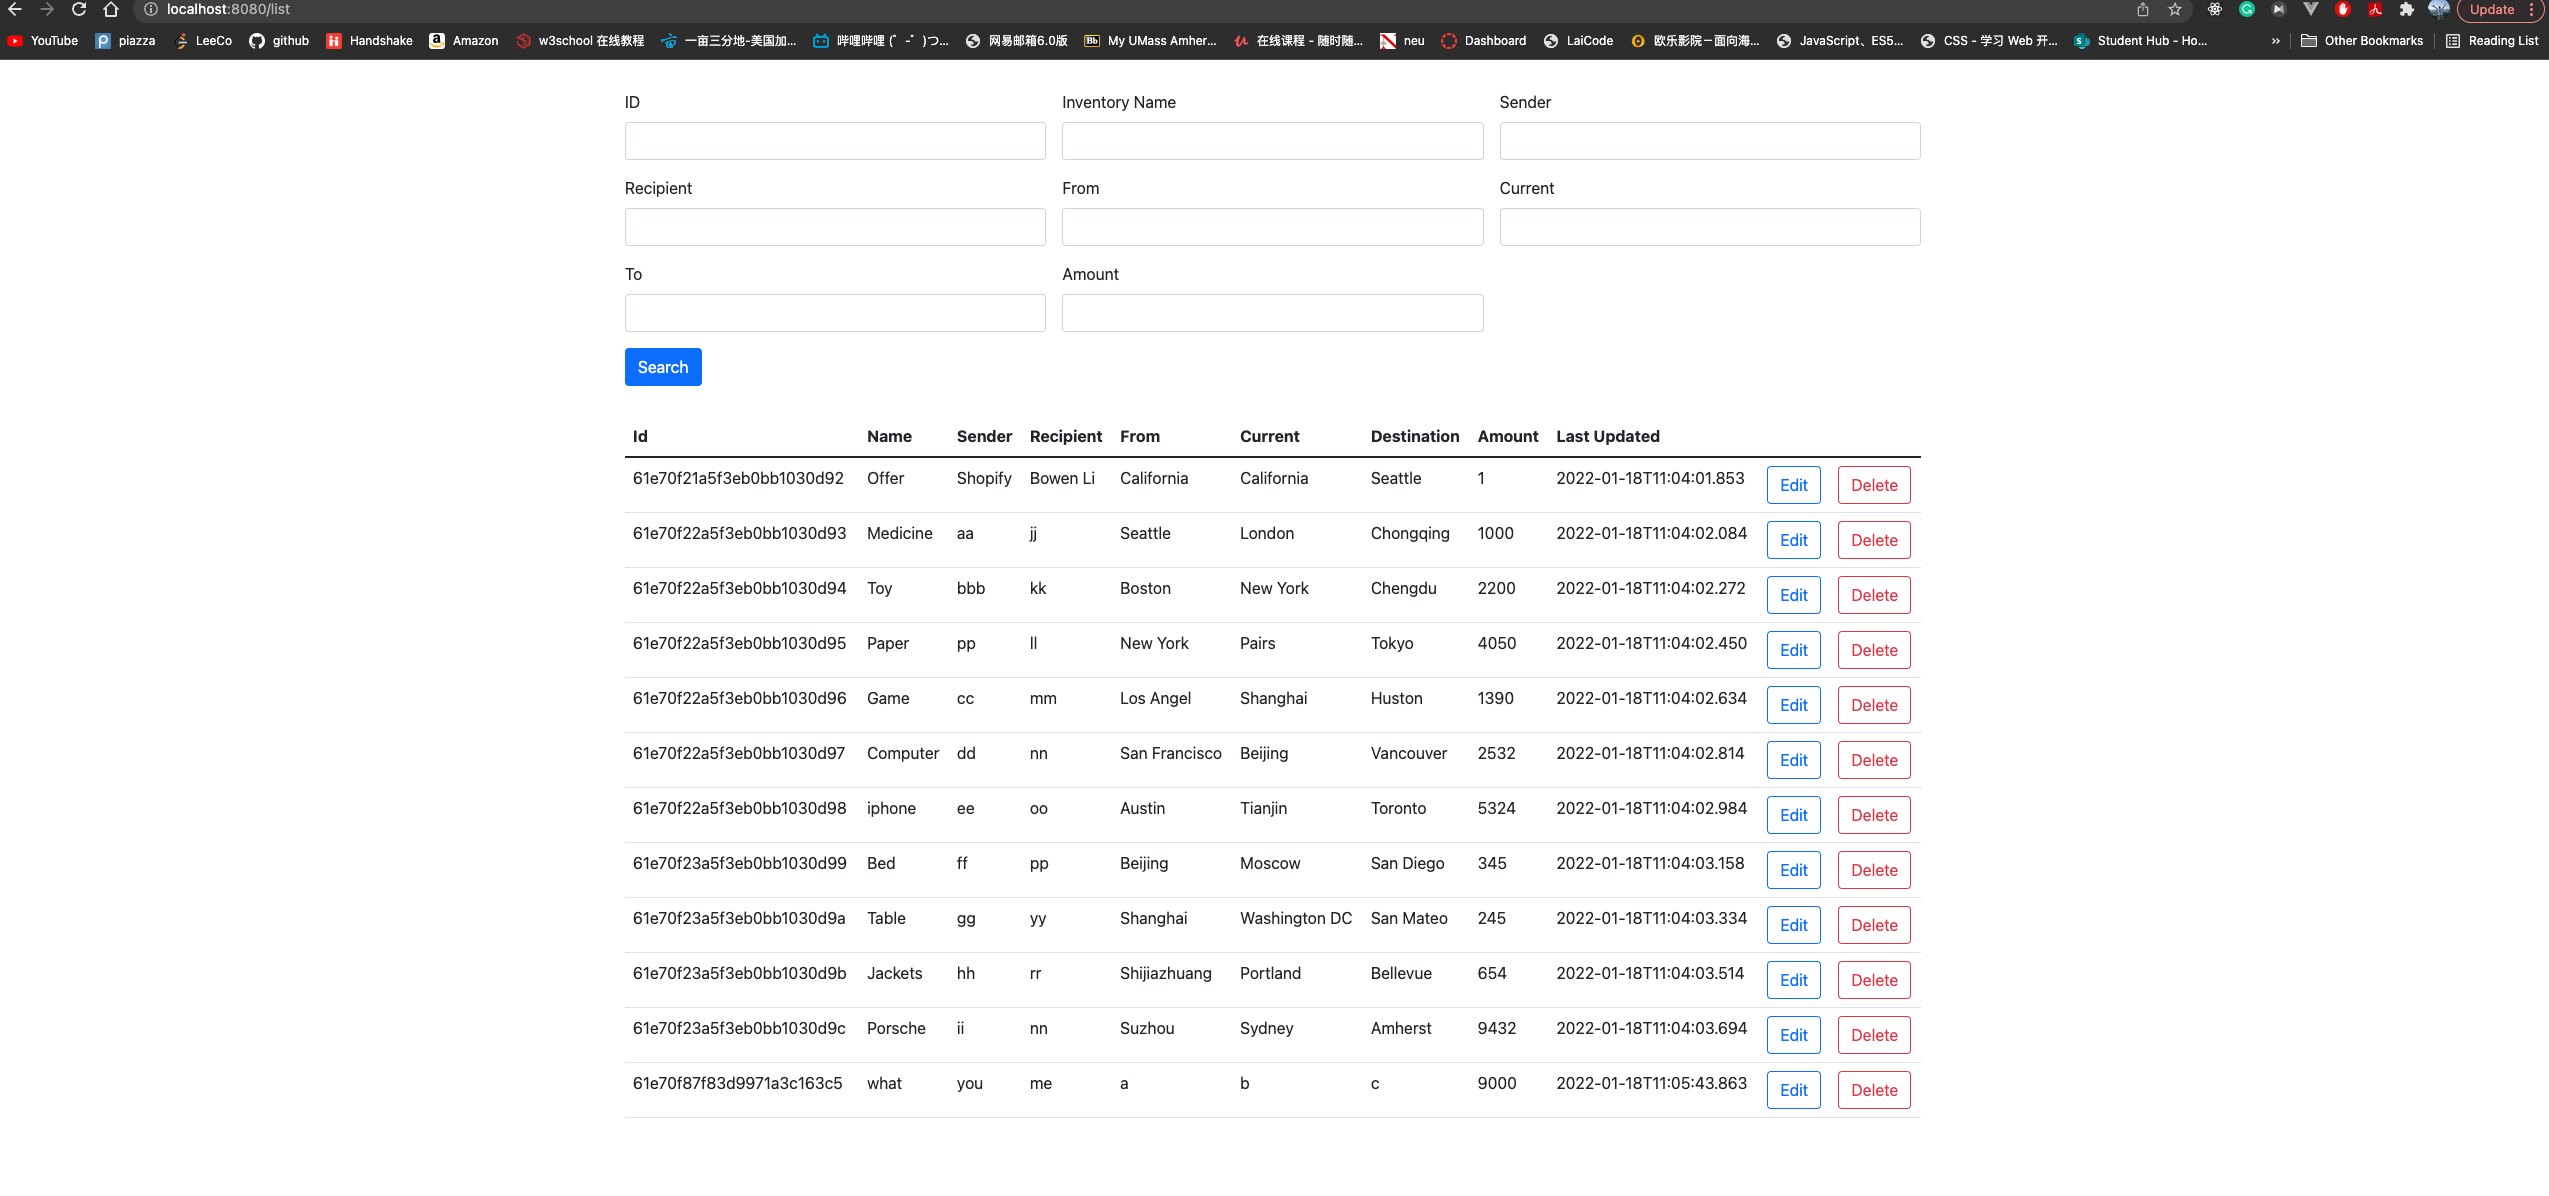 localhost:8080/list
Update
YouTube piazza LeeCo github Handshake Amazon w3school 在线教程 一亩三分地-美国加... 哔哩哔哩 (゜-゜)つ... 网易邮箱6.0版 My UMass Amher... 在线课程 - 随时随... neu Dashboard LaiCode 欧乐影院－面向海... JavaScript、ES5... CSS - 学习 Web 开... Student Hub - Ho... » Other Bookmarks Reading List
ID Inventory Name Sender
Recipient From Current
To Amount
Search
Id Name Sender Recipient From Current Destination Amount Last Updated
61e70f21a5f3eb0bb1030d92 Offer Shopify Bowen Li California California Seattle 1 2022-01-18T11:04:01.853 Edit Delete
61e70f22a5f3eb0bb1030d93 Medicine aa jj Seattle London Chongqing 1000 2022-01-18T11:04:02.084 Edit Delete
61e70f22a5f3eb0bb1030d94 Toy bbb kk Boston New York Chengdu 2200 2022-01-18T11:04:02.272 Edit Delete
61e70f22a5f3eb0bb1030d95 Paper pp ll New York Pairs Tokyo 4050 2022-01-18T11:04:02.450 Edit Delete
61e70f22a5f3eb0bb1030d96 Game cc mm Los Angel Shanghai Huston 1390 2022-01-18T11:04:02.634 Edit Delete
61e70f22a5f3eb0bb1030d97 Computer dd nn San Francisco Beijing Vancouver 2532 2022-01-18T11:04:02.814 Edit Delete
61e70f22a5f3eb0bb1030d98 iphone ee oo Austin Tianjin Toronto 5324 2022-01-18T11:04:02.984 Edit Delete
61e70f23a5f3eb0bb1030d99 Bed ff pp Beijing Moscow San Diego 345 2022-01-18T11:04:03.158 Edit Delete
61e70f23a5f3eb0bb1030d9a Table gg yy Shanghai Washington DC San Mateo 245 2022-01-18T11:04:03.334 Edit Delete
61e70f23a5f3eb0bb1030d9b Jackets hh rr Shijiazhuang Portland Bellevue 654 2022-01-18T11:04:03.514 Edit Delete
61e70f23a5f3eb0bb1030d9c Porsche ii nn Suzhou Sydney Amherst 9432 2022-01-18T11:04:03.694 Edit Delete
61e70f87f83d9971a3c163c5 what you me a b c 9000 2022-01-18T11:05:43.863 Edit Delete